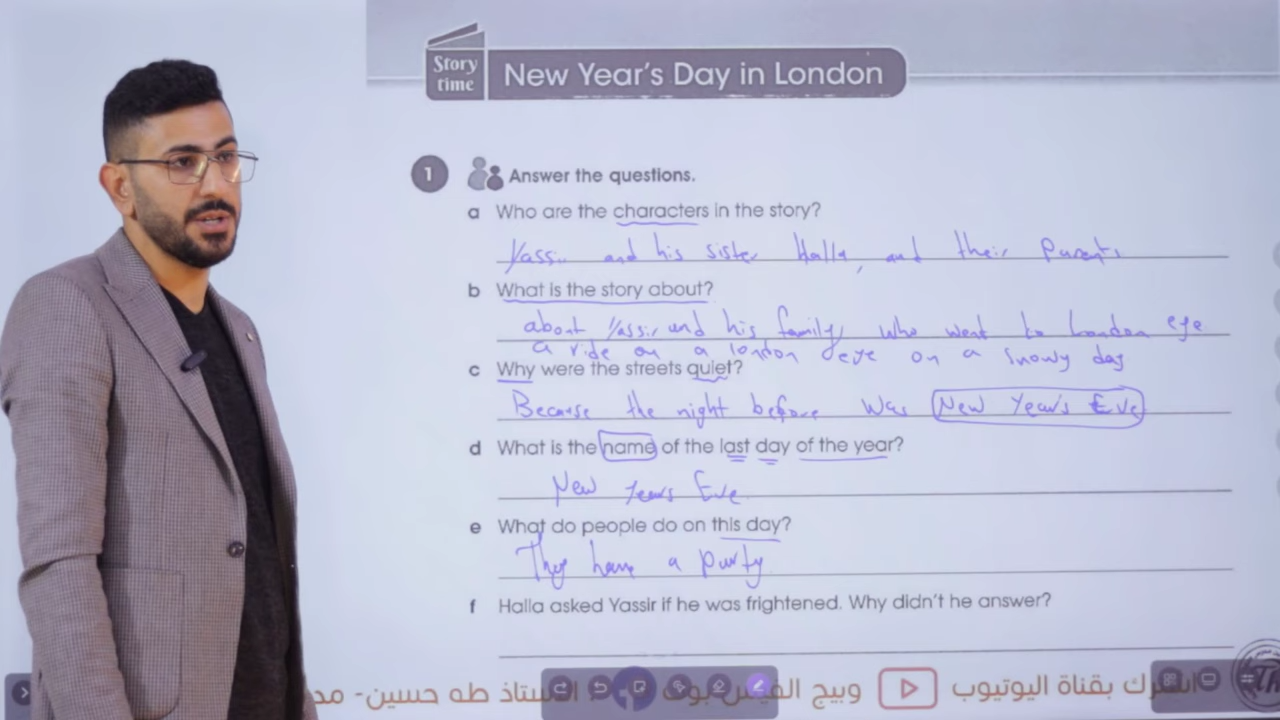 Story
time
New Year's Day in London
1 Answer the questions.
a Who are the characters in the story?
Yassir and his sister Halla, and their parents
b What is the story about?
about Yassir and his family who went to London eye
a ride on a london eye on a snowy day
c Why were the streets quiet?
Because the night before was New Year's Eve
d What is the name of the last day of the year?
New Years Eve
e What do people do on this day?
They have a party
f Halla asked Yassir if he was frightened. Why didn't he answer?
اشترك بقناة اليوتيوب وبيج الفيس بوك الاستاذ طه حسين-